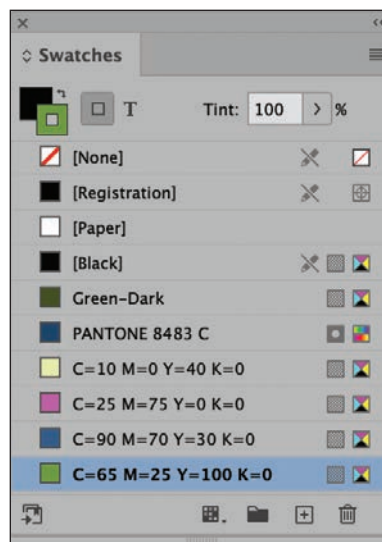 Swatches
T
Tint: 100 > %
[None]
[Registration]
[Paper]
[Black]
Green-Dark
PANTONE 8483 C
C=10 M=0 Y=40 K=0
C=25 M=75 Y=0 K=0
C=90 M=70 Y=30 K=0
C=65 M=25 Y=100 K=0